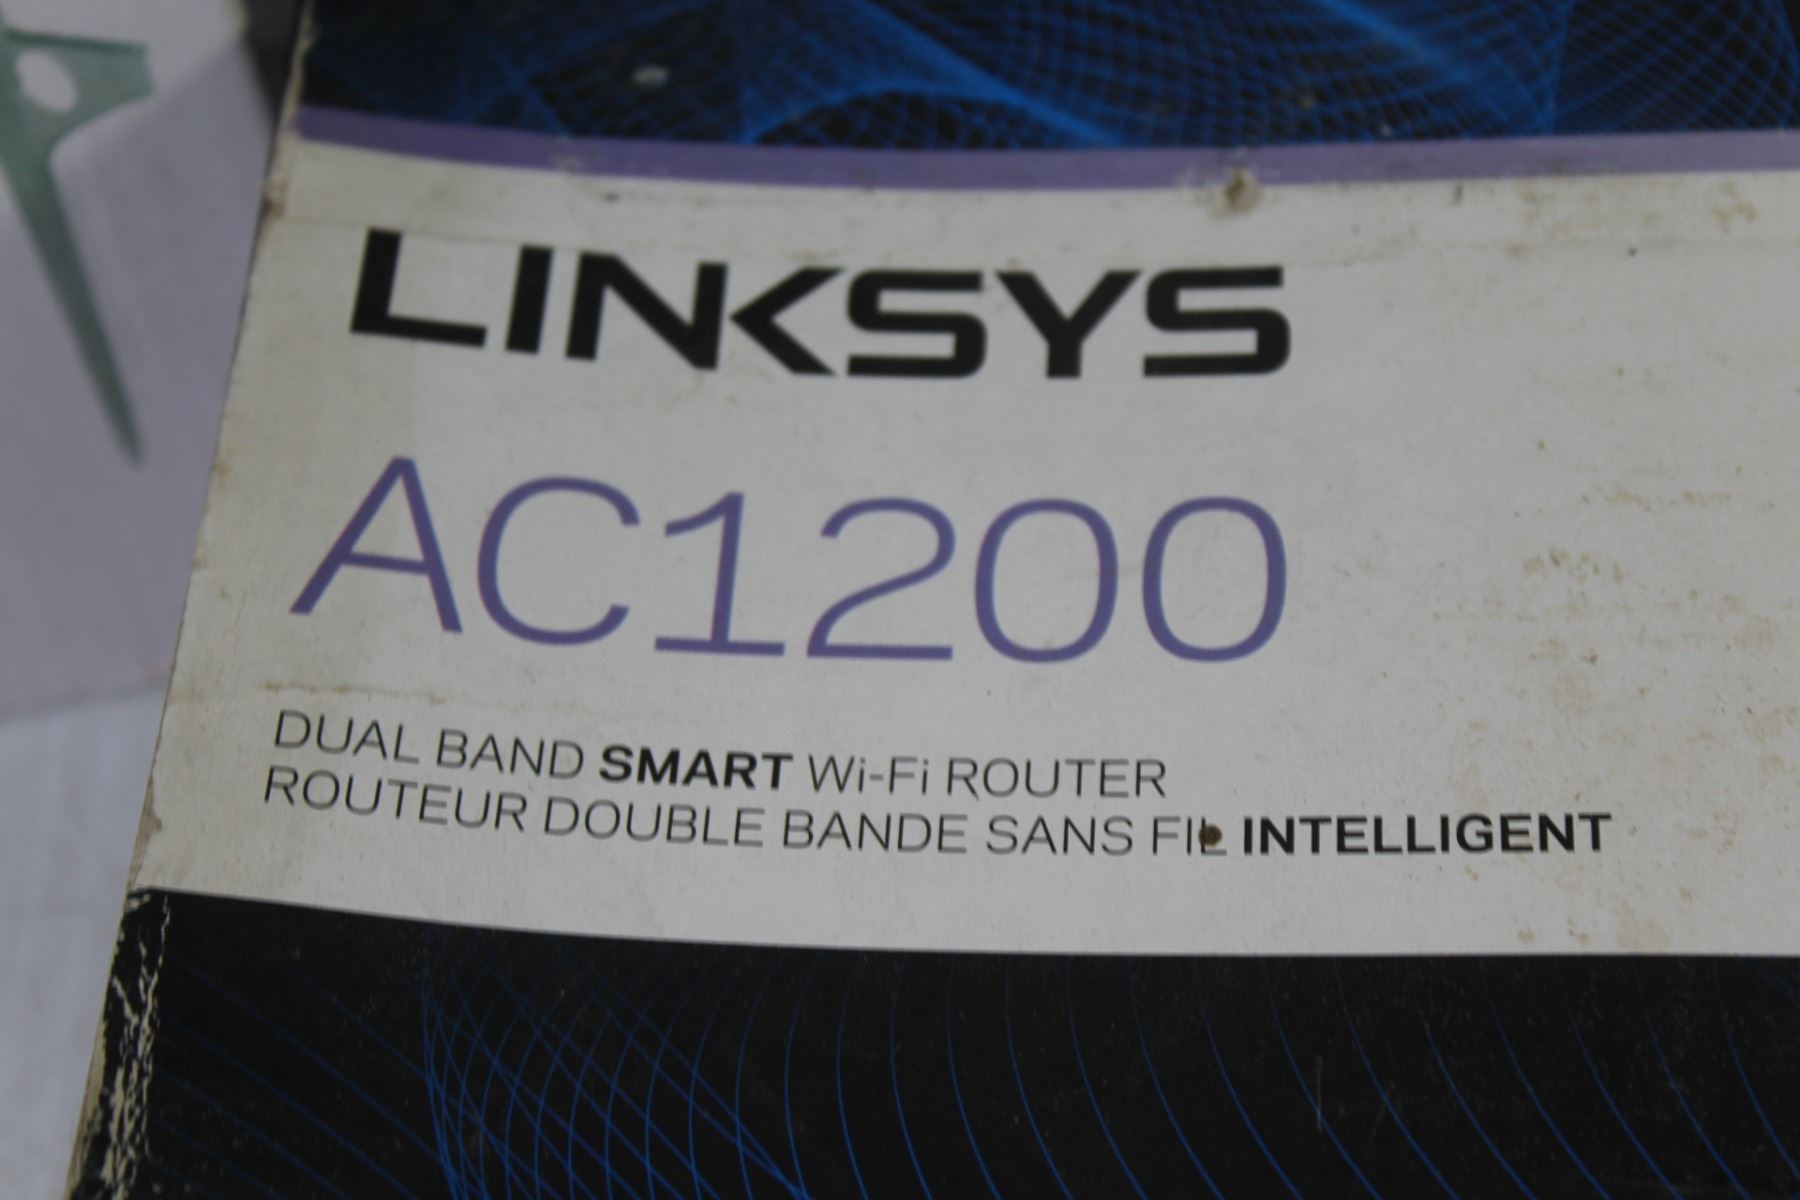 LINKSYS
AC1200
DUAL BAND SMART Wi-Fi ROUTER
ROUTEUR DOUBLE BANDE SANS FIL INTELLIGENT